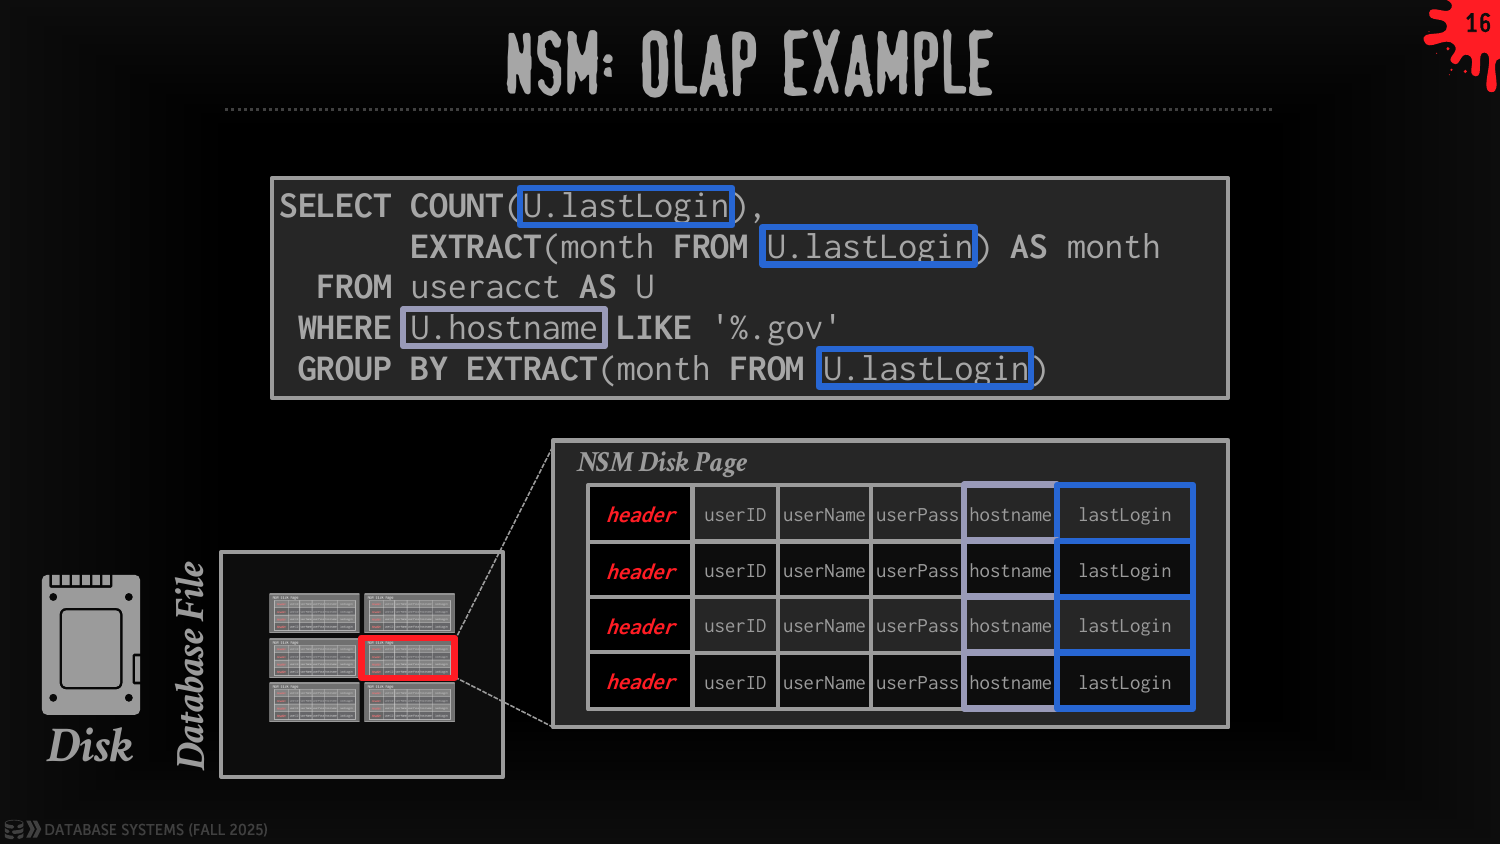 16
NSM: OLAP EXAMPLE
SELECT COUNT(U.lastLogin),
EXTRACT(month FROM U.lastLogin) AS month
FROM useracct AS U
WHERE U.hostname LIKE '%.gov'
GROUP BY EXTRACT(month FROM U.lastLogin)
NSM Disk Page
header userID userName userPass hostname lastLogin
header userID userName userPass hostname lastLogin
header userID userName userPass hostname lastLogin
header userID userName userPass hostname lastLogin
Database File
Disk
DATABASE SYSTEMS (FALL 2025)